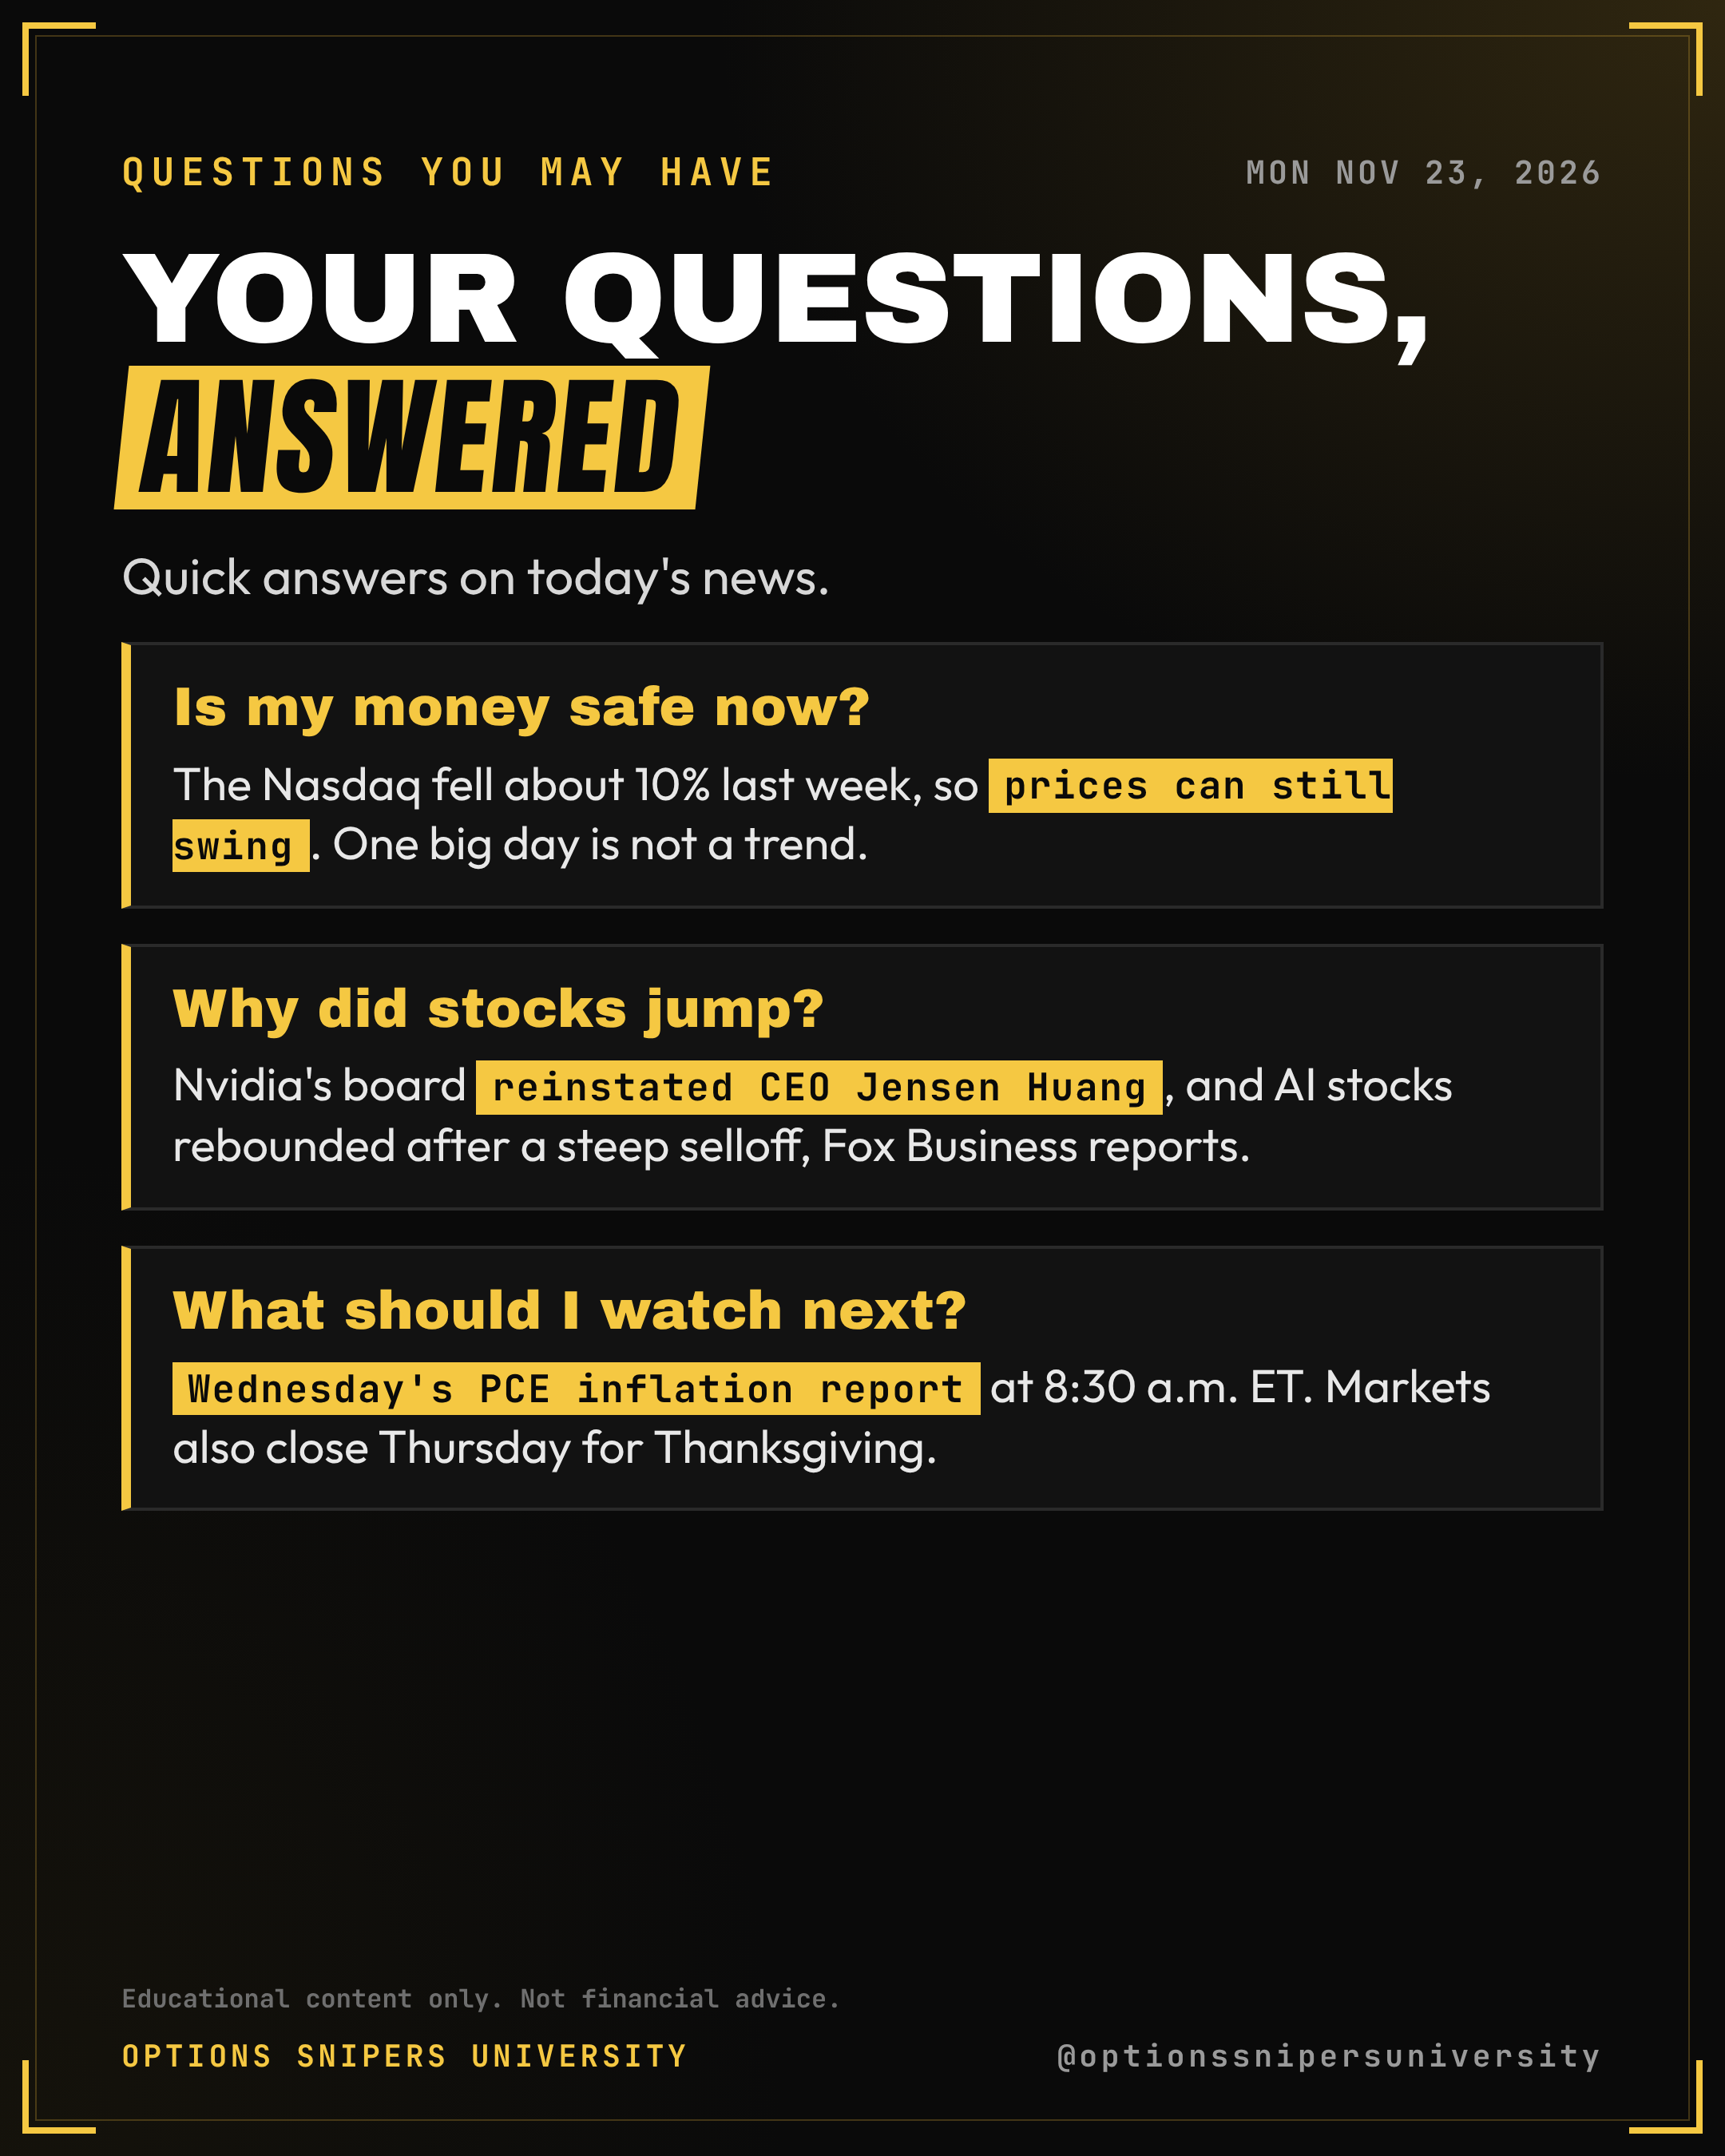 QUESTIONS YOU MAY HAVE
MON NOV 23, 2026
YOUR QUESTIONS,
ANSWERED
Quick answers on today's news.
Is my money safe now?
The Nasdaq fell about 10% last week, so prices can still
swing . One big day is not a trend.
Why did stocks jump?
Nvidia's board reinstated CEO Jensen Huang , and AI stocks
rebounded after a steep selloff, Fox Business reports.
What should I watch next?
Wednesday's PCE inflation report at 8:30 a.m. ET. Markets
also close Thursday for Thanksgiving.
Educational content only. Not financial advice.
OPTIONS SNIPERS UNIVERSITY
@optionssnipersuniversity